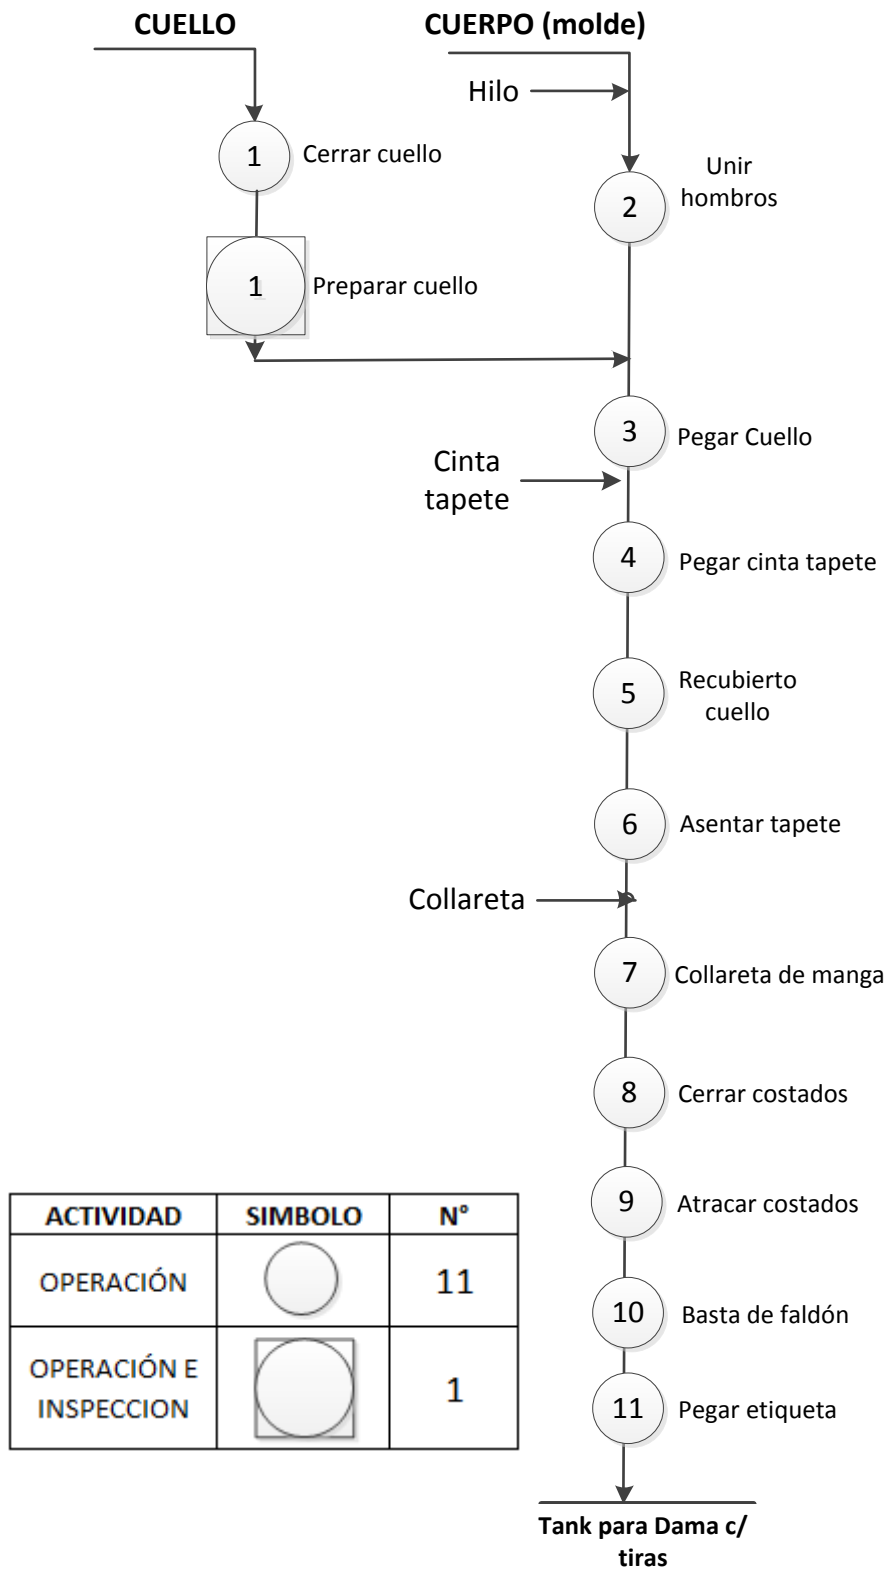 CUELLO
CUERPO (molde)
Hilo
1
Cerrar cuello
2
Unir
hombros
1
Preparar cuello
3
Pegar Cuello
Cinta
tapete
4
Pegar cinta tapete
5
Recubierto
cuello
6
Asentar tapete
Collareta
7
Collareta de manga
8
Cerrar costados
9
Atracar costados
10
Basta de faldón
11
Pegar etiqueta
Tank para Dama c/
tiras
ACTIVIDAD SIMBOLO N°
OPERACIÓN 11
OPERACIÓN E
INSPECCION 1